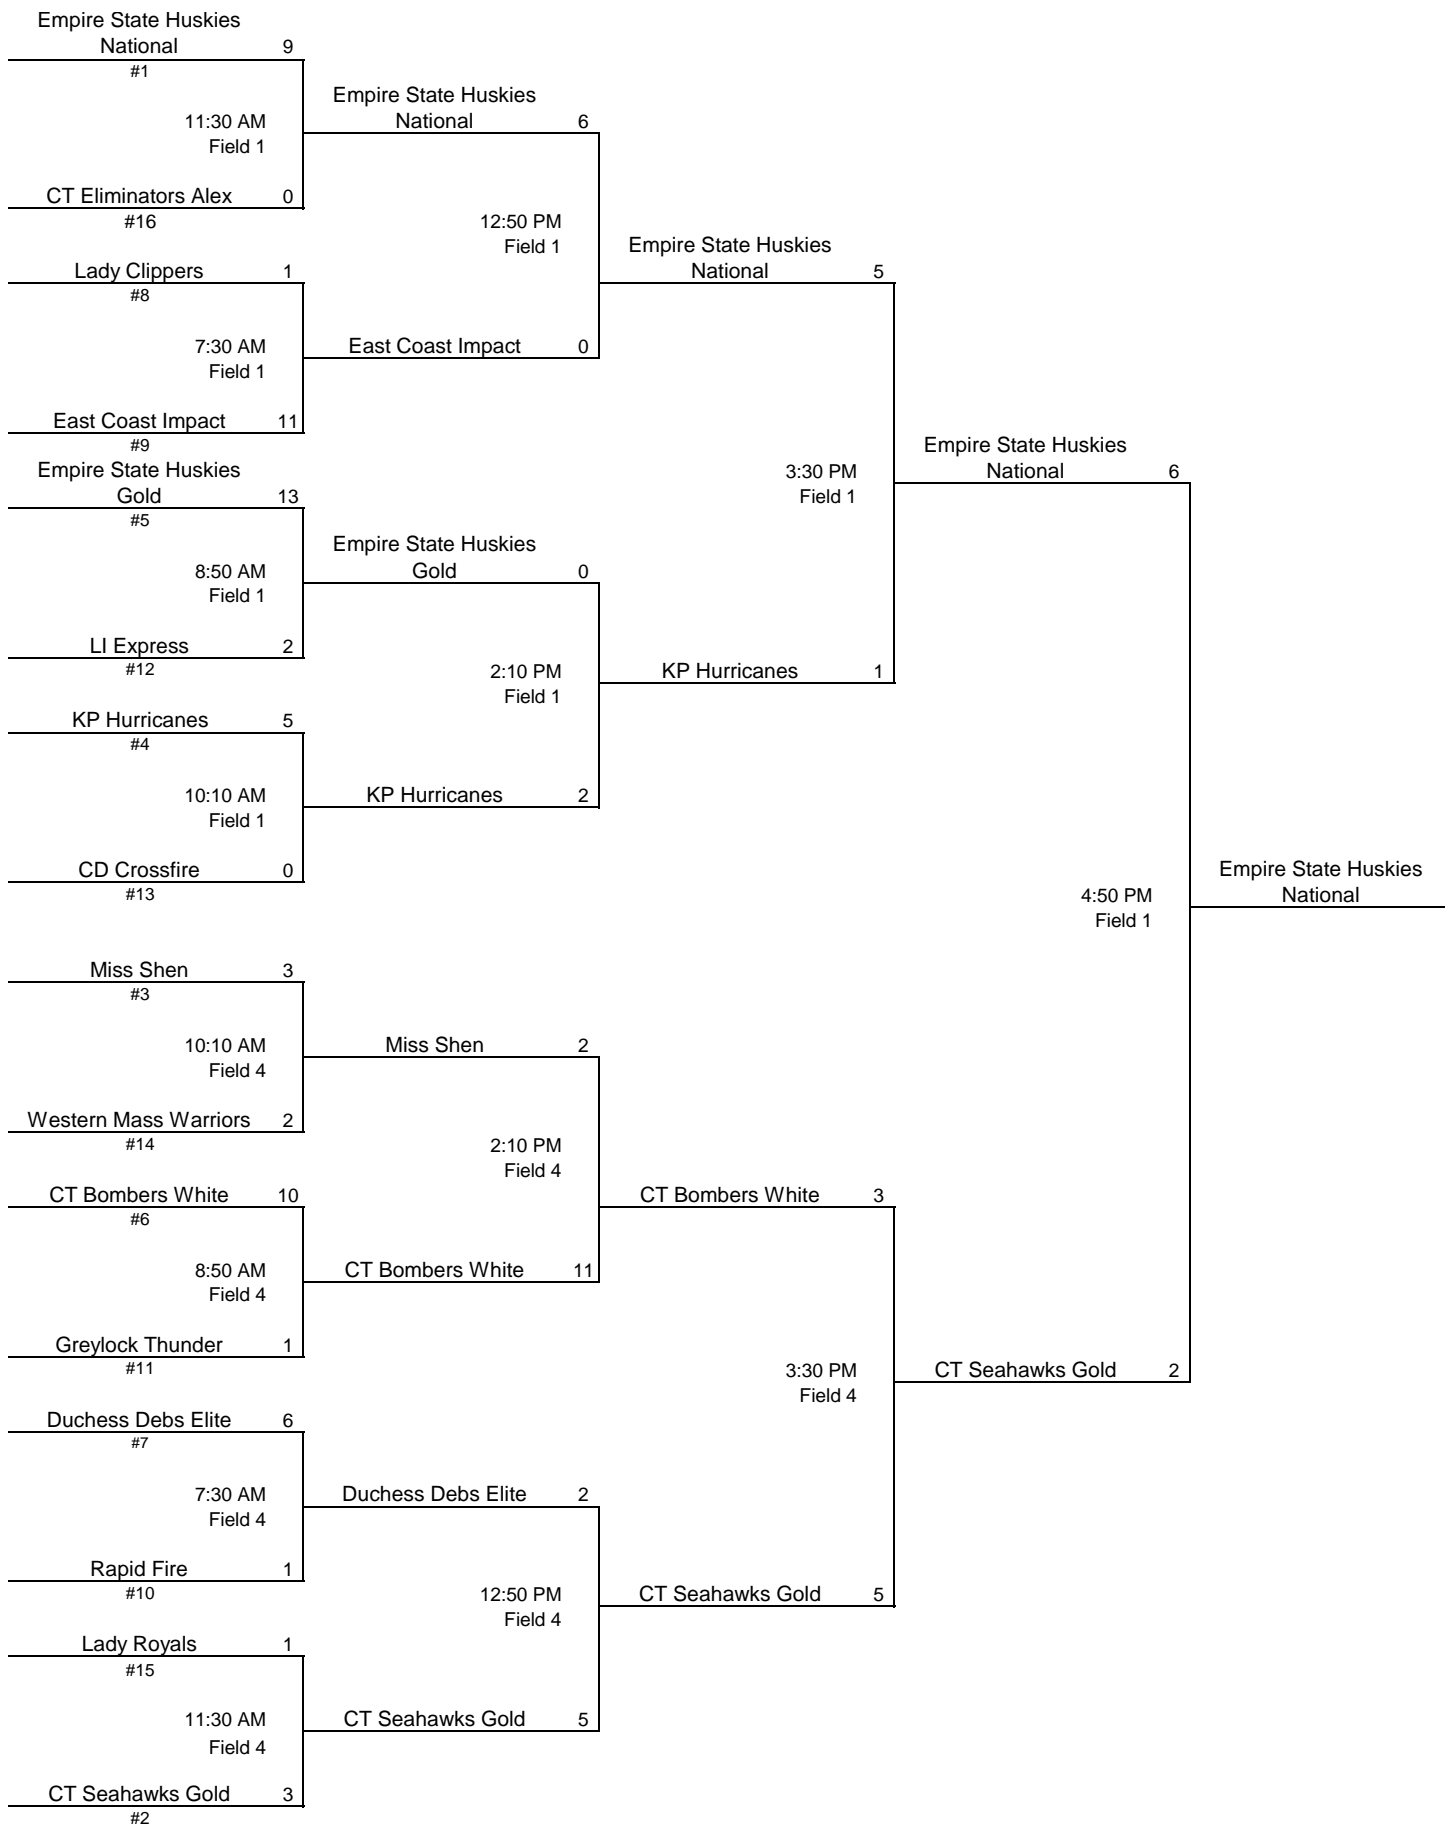 Empire State Huskies
National 9
#1
Empire State Huskies
National 6
11:30 AM
Field 1
CT Eliminators Alex 0
#16
12:50 PM
Field 1
Empire State Huskies
National 5
Lady Clippers 1
#8
7:30 AM
Field 1
East Coast Impact 0
East Coast Impact 11
#9
Empire State Huskies
Gold 13
#5
3:30 PM
Field 1
Empire State Huskies
National 6
Empire State Huskies
Gold 0
8:50 AM
Field 1
LI Express 2
#12
2:10 PM
Field 1
KP Hurricanes 1
KP Hurricanes 5
#4
10:10 AM
Field 1
KP Hurricanes 2
CD Crossfire 0
#13
4:50 PM
Field 1
Empire State Huskies
National
Miss Shen 3
#3
10:10 AM
Field 4
Miss Shen 2
Western Mass Warriors 2
#14
2:10 PM
Field 4
CT Bombers White 10
#6
CT Bombers White 3
8:50 AM
Field 4
CT Bombers White 11
Greylock Thunder 1
#11
3:30 PM
Field 4
CT Seahawks Gold 2
Duchess Debs Elite 6
#7
7:30 AM
Field 4
Duchess Debs Elite 2
Rapid Fire 1
#10
12:50 PM
Field 4
CT Seahawks Gold 5
Lady Royals 1
#15
11:30 AM
Field 4
CT Seahawks Gold 5
CT Seahawks Gold 3
#2